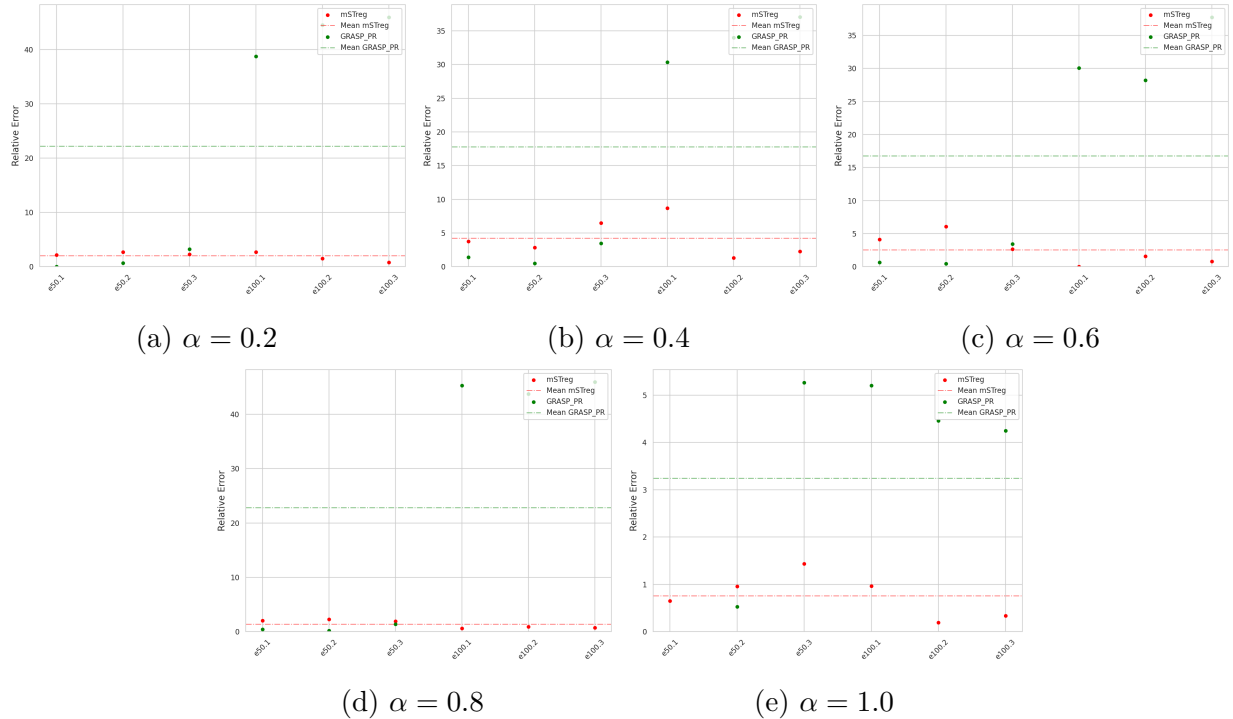 mSTreg
Mean mSTreg
GRASP_PR
Mean GRASP_PR
Relative Error
40
30
20
10
0
e50.1
e50.2
e50.3
e100.1
e100.2
e100.3
(a) α = 0.2
mSTreg
Mean mSTreg
GRASP_PR
Mean GRASP_PR
Relative Error
35
30
25
20
15
10
5
0
e50.1
e50.2
e50.3
e100.1
e100.2
e100.3
(b) α = 0.4
mSTreg
Mean mSTreg
GRASP_PR
Mean GRASP_PR
Relative Error
35
30
25
20
15
10
5
0
e50.1
e50.2
e50.3
e100.1
e100.2
e100.3
(c) α = 0.6
mSTreg
Mean mSTreg
GRASP_PR
Mean GRASP_PR
Relative Error
40
30
20
10
0
e50.1
e50.2
e50.3
e100.1
e100.2
e100.3
(d) α = 0.8
mSTreg
Mean mSTreg
GRASP_PR
Mean GRASP_PR
Relative Error
5
4
3
2
1
0
e50.1
e50.2
e50.3
e100.1
e100.2
e100.3
(e) α = 1.0